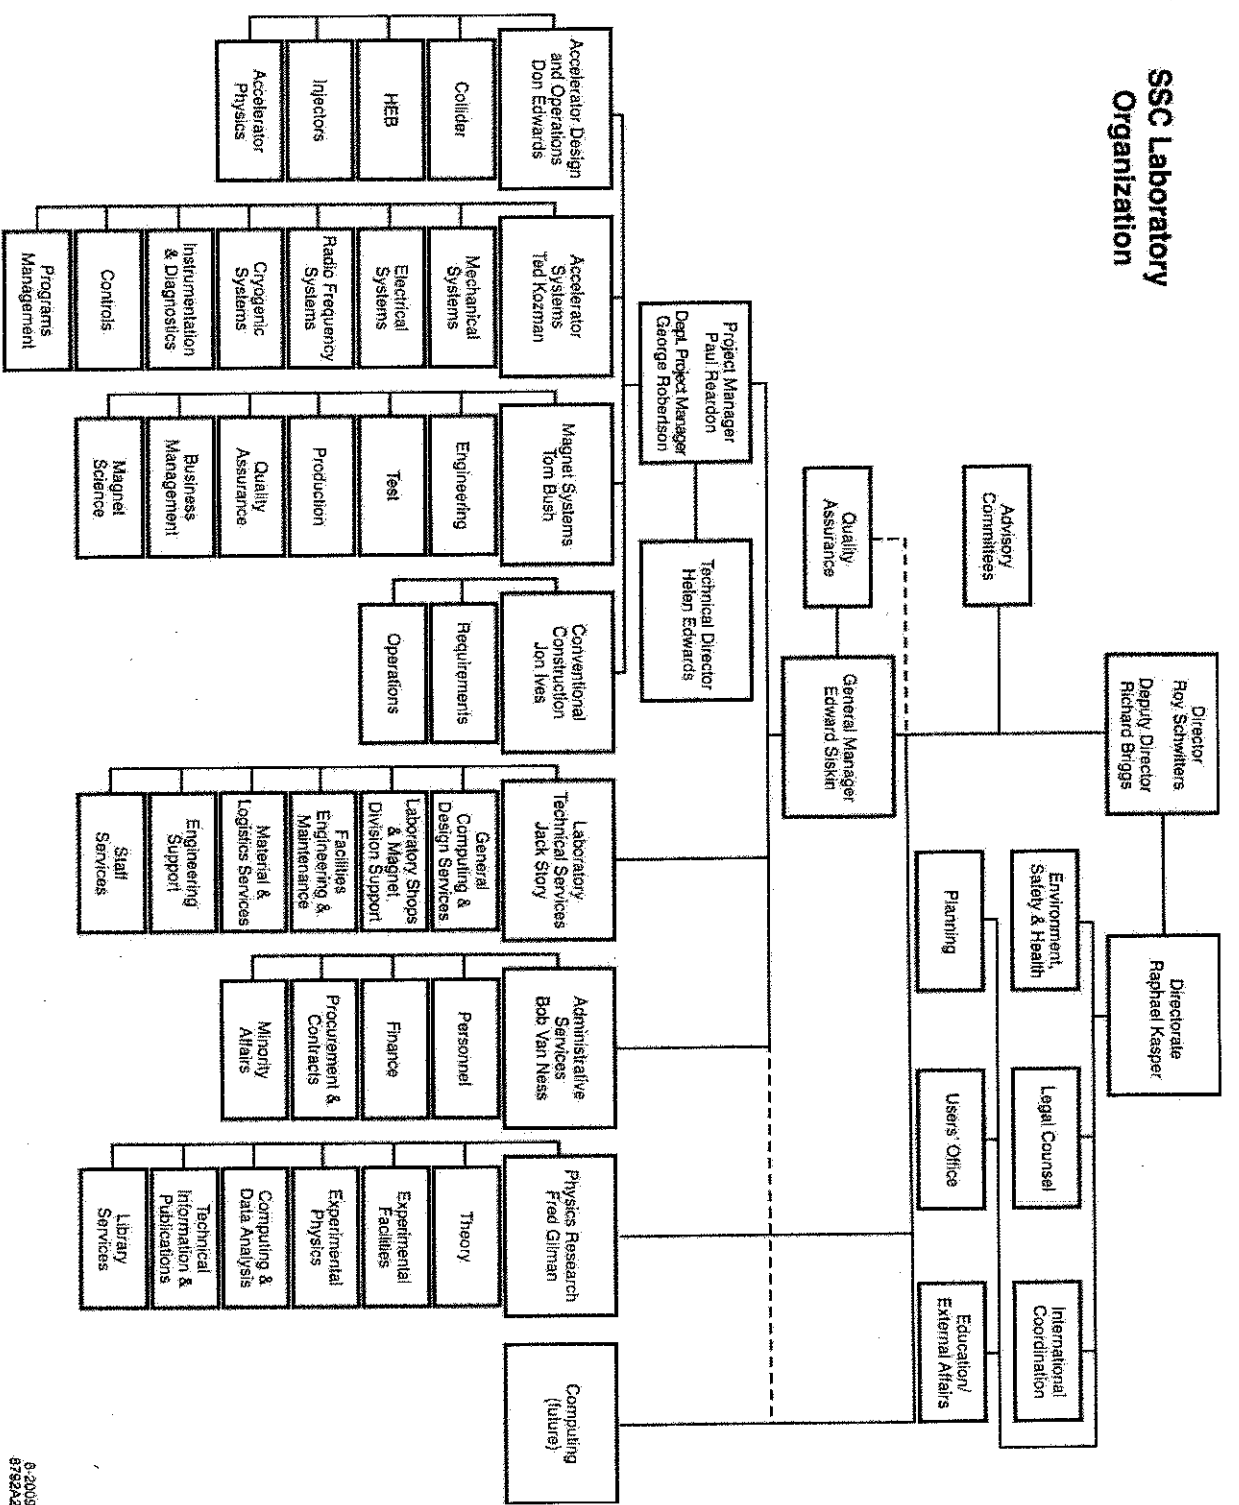 SSC Laboratory
Organization
Director
Roy Schwitters
Deputy Director
Richard Briggs
Directorate
Raphael Kasper
Advisory
Committees
Environment,
Safety & Health
Legal Counsel
International
Coordination
Planning
Users' Office
Education/
External Affairs
Quality
Assurance
General Manager
Edward Siskin
Project Manager
Paul Reardon
Dept. Project Manager
George Robertson
Technical Director
Helen Edwards
Accelerator Design
and Operations
Don Edwards
Collider
HEB
Injectors
Accelerator
Physics
Accelerator
Systems
Ted Kozman
Mechanical
Systems
Electrical
Systems
Radio Frequency
Systems
Cryogenic
Systems
Instrumentation
& Diagnostics
Controls
Programs
Management
Magnet Systems
Tom Bush
Engineering
Test
Production
Quality
Assurance
Business
Management
Magnet
Science
Conventional
Construction
Jon Ives
Requirements
Operations
Laboratory
Technical Services
Jack Story
General
Computing &
Design Services
Laboratory Shops
& Magnet
Division Support
Facilities
Engineering &
Maintenance
Material &
Logistics Services
Engineering
Support
Staff
Services
Administrative
Services
Bob Van Ness
Personnel
Finance
Procurement &
Contracts
Minority
Affairs
Physics Research
Fred Gilman
Theory
Experimental
Facilities
Experimental
Physics
Computing &
Data Analysis
Technical
Information &
Publications
Library
Services
Computing
(future)